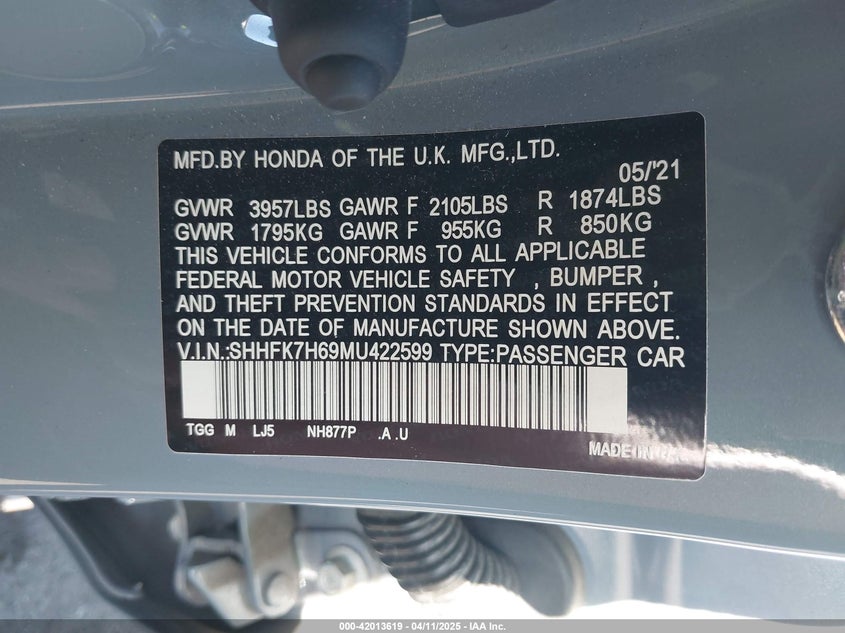 MFD.BY HONDA OF THE U.K. MFG.,LTD.
05/'21
GVWR 3957LBS GAWR F 2105LBS R 1874LBS
GVWR 1795KG GAWR F 955KG R 850KG
THIS VEHICLE CONFORMS TO ALL APPLICABLE
FEDERAL MOTOR VEHICLE SAFETY , BUMPER ,
AND THEFT PREVENTION STANDARDS IN EFFECT
ON THE DATE OF MANUFACTURE SHOWN ABOVE.
V.I.N.:SHHFK7H69MU422599 TYPE:PASSENGER CAR
TGG M LJ5 NH877P .A .U
MADE IN
000-42013619 - 04/11/2025 - IAA Inc.